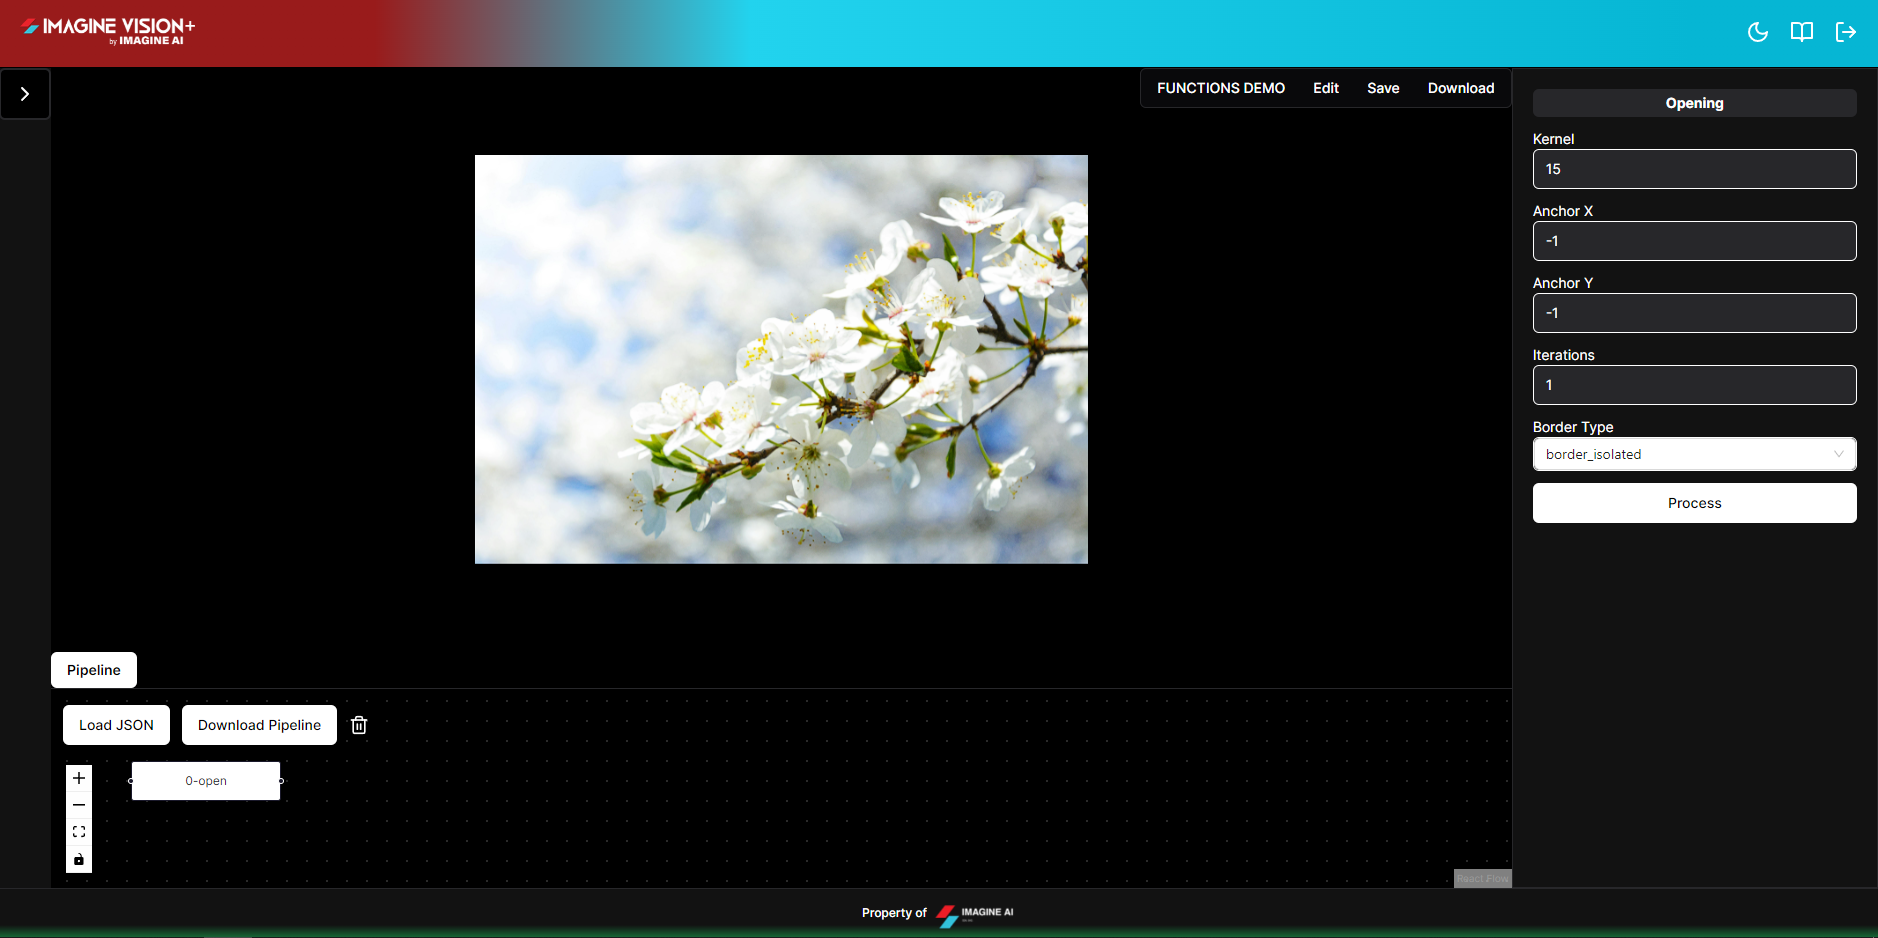 IMAGINE VISION+
by IMAGINE AI
FUNCTIONS DEMO Edit Save Download
Opening
Kernel
15
Anchor X
-1
Anchor Y
-1
Iterations
1
Border Type
border_isolated
Process
Pipeline
Load JSON Download Pipeline
0-open
React Flow
Property of IMAGINE AI